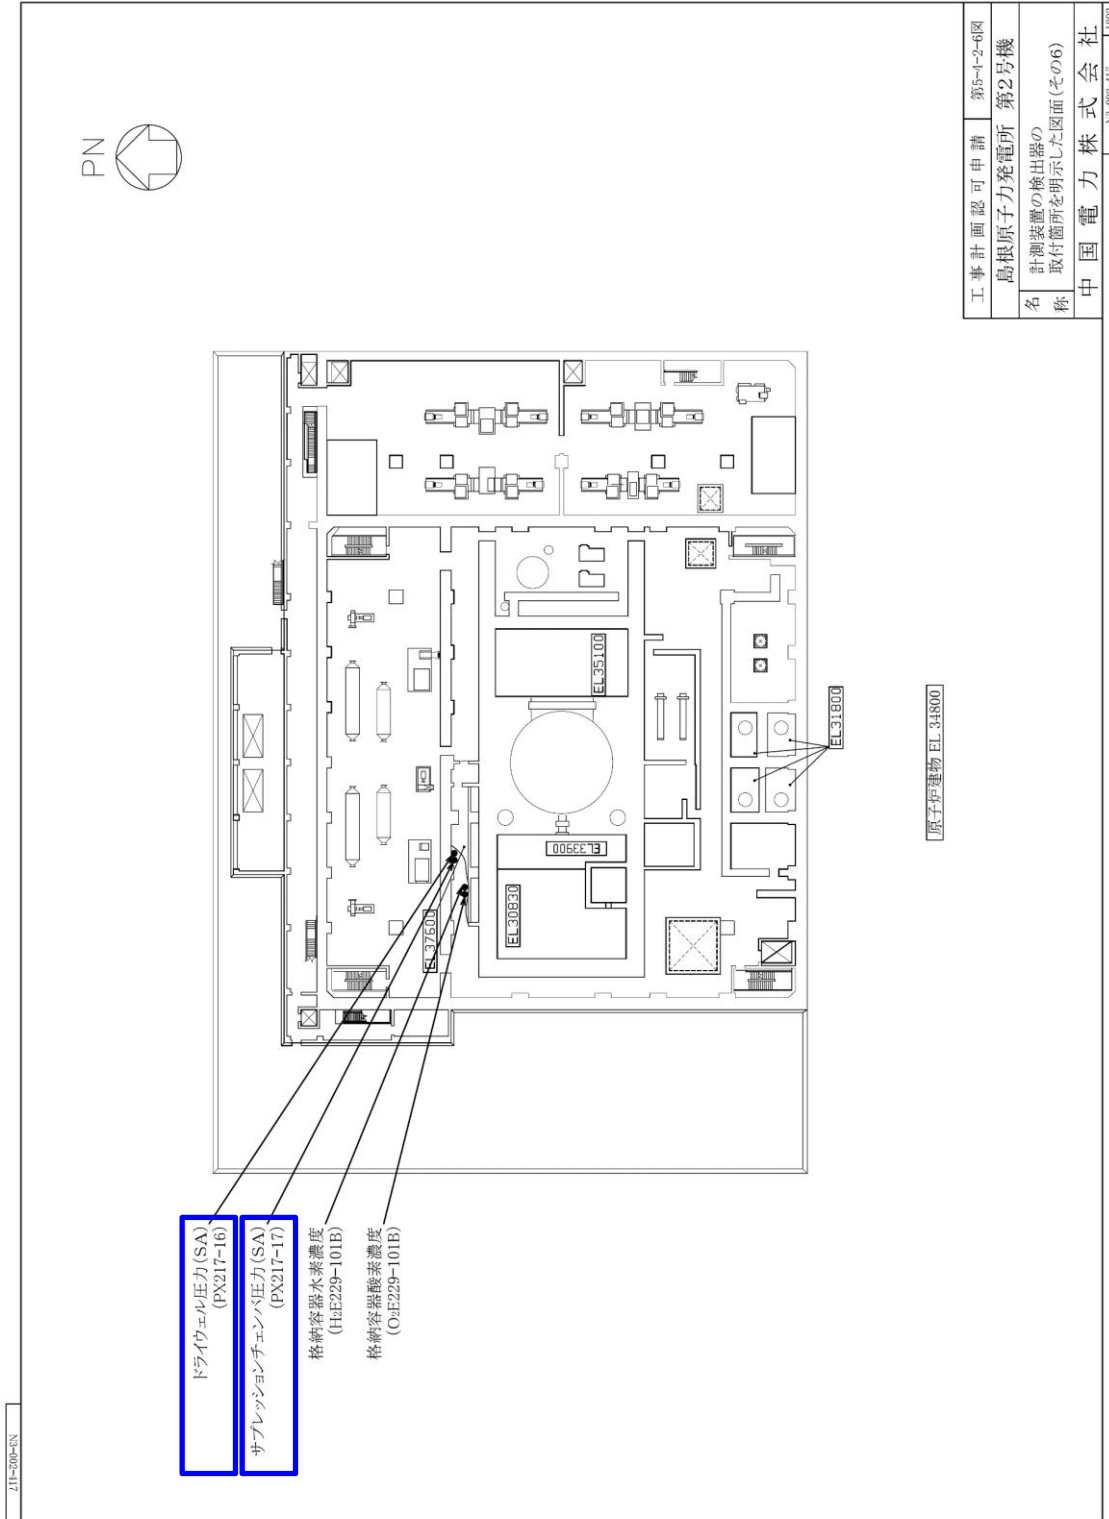 N3-002-417
PN
ドライウェル圧力(SA)
(PX217-16)
サプレッションチェンバ圧力(SA)
(PX217-17)
格納容器水素濃度
(H2E229-101B)
格納容器酸素濃度
(O2E229-101B)
EL37600
EL30830
EL33900
EL35100
EL31800
原子炉建物 EL 34800
工事計画認可申請
第5-4-2-6図
島根原子力発電所 第2号機
名称
計測装置の検出器の
取付箇所を明示した図面(その6)
中国電力株式会社